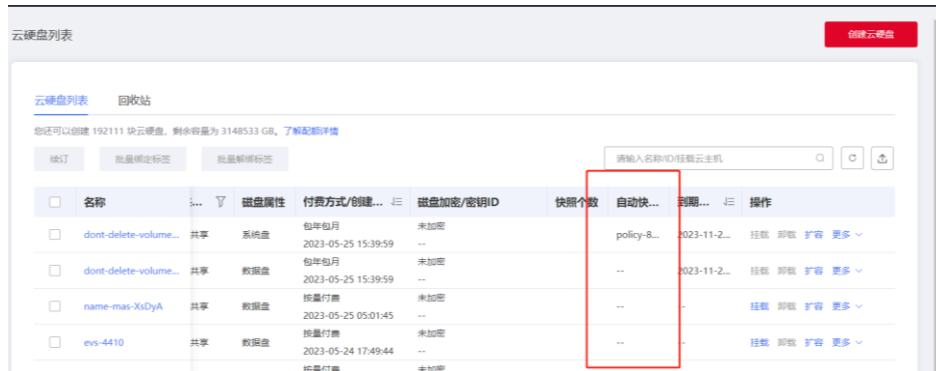 云硬盘列表
创建云硬盘
云硬盘列表 回收站
您还可以创建 192111 块云硬盘，剩余容量为 3148533 GB。了解配额详情
续订 批量绑定标签 批量解绑标签 请输入名称/ID/挂载云主机
名称 磁盘属性 付费方式/创建... 磁盘加密/密钥ID 快照个数 自动快... 到期... 操作
dont-delete-volume... 共享 系统盘 包年包月 未加密 policy-8... 2023-11-2... 挂载 卸载 扩容 更多
2023-05-25 15:39:59 --
dont-delete-volume... 共享 数据盘 包年包月 未加密 -- 2023-11-2... 挂载 卸载 扩容 更多
2023-05-25 15:39:59 --
name-mas-XsDyA 共享 数据盘 按量付费 未加密 -- -- 挂载 卸载 扩容 更多
2023-05-25 05:01:45 --
evs-4410 共享 数据盘 按量付费 未加密 -- -- 挂载 卸载 扩容 更多
2023-05-24 17:49:44 --
按量付费 未加密